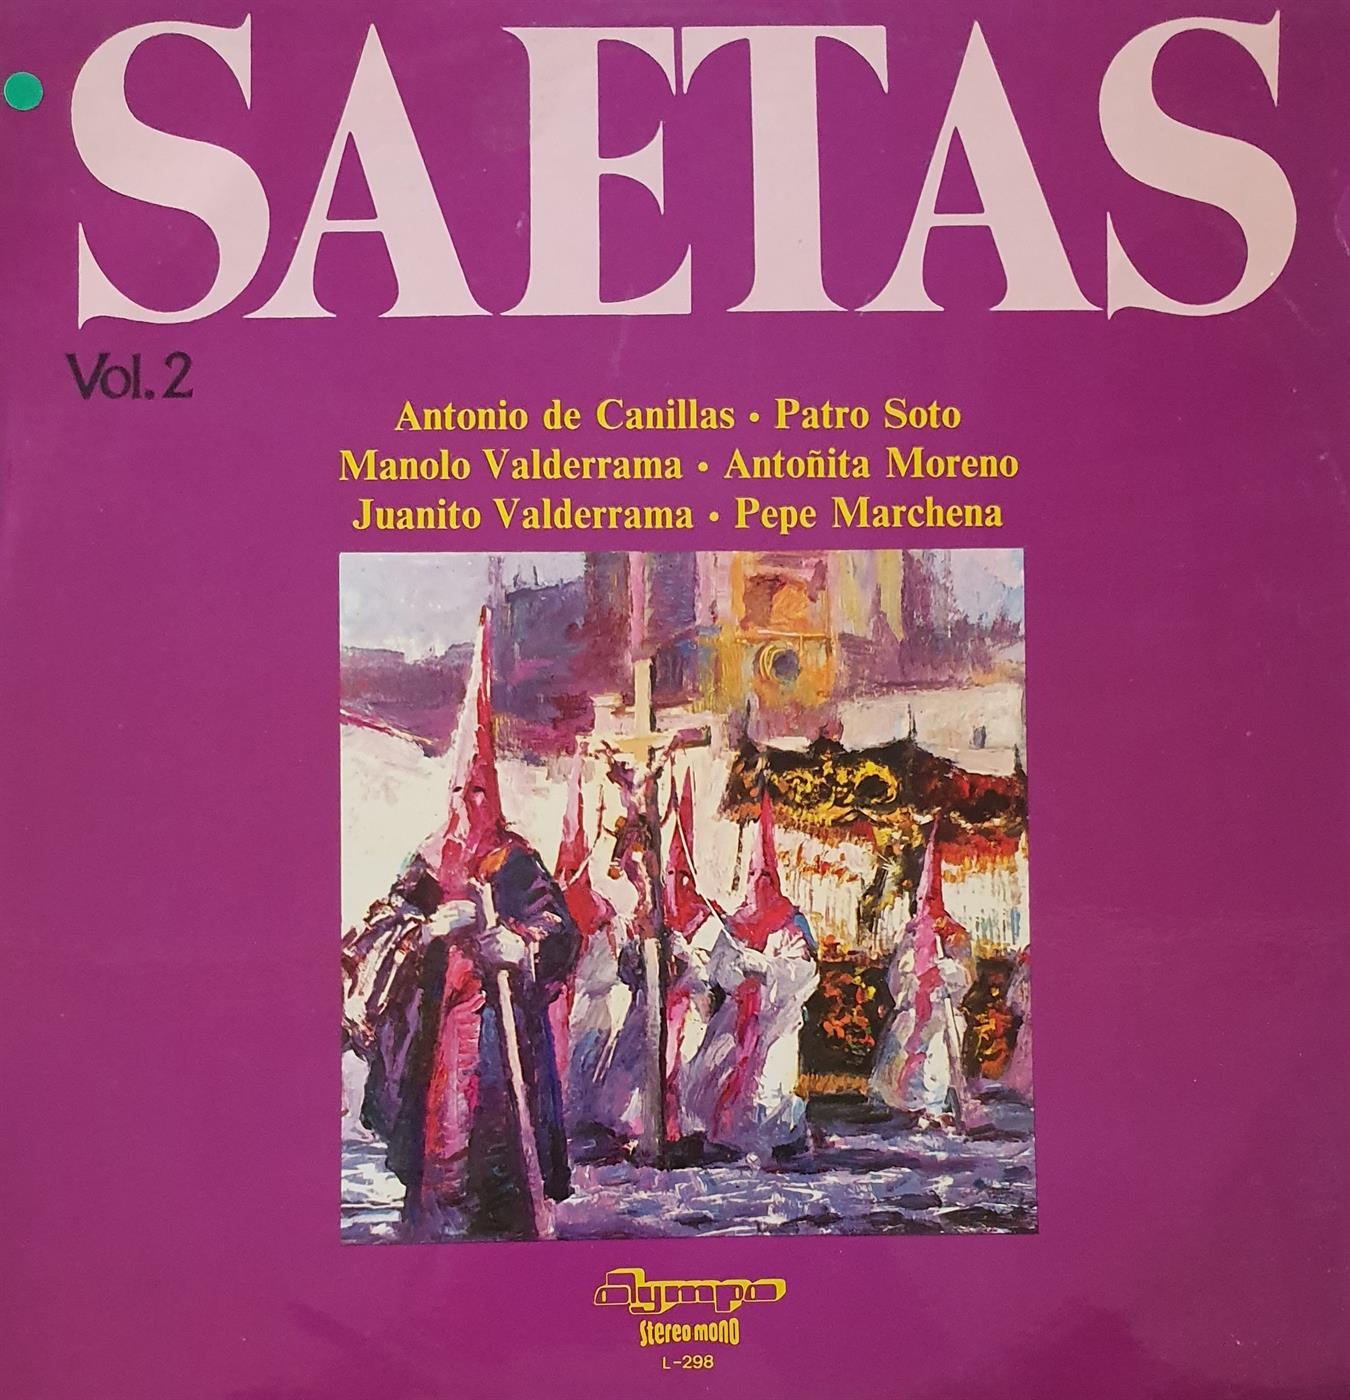 SAETAS
Vol.2
Antonio de Canillas • Patro Soto
Manolo Valderrama • Antoñita Moreno
Juanito Valderrama • Pepe Marchena
Olympo
Stereo mono
L-298